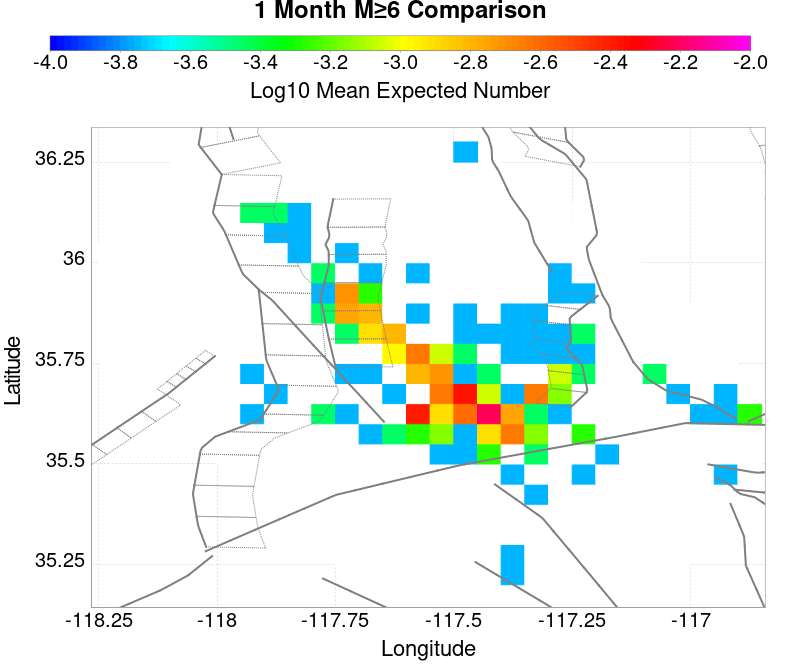 1 Month M≥6 Comparison
-4.0 -3.8 -3.6 -3.4 -3.2 -3.0 -2.8 -2.6 -2.4 -2.2 -2.0
Log10 Mean Expected Number
36.25
36
35.75
35.5
35.25
Latitude
-118.25 -118 -117.75 -117.5 -117.25 -117
Longitude